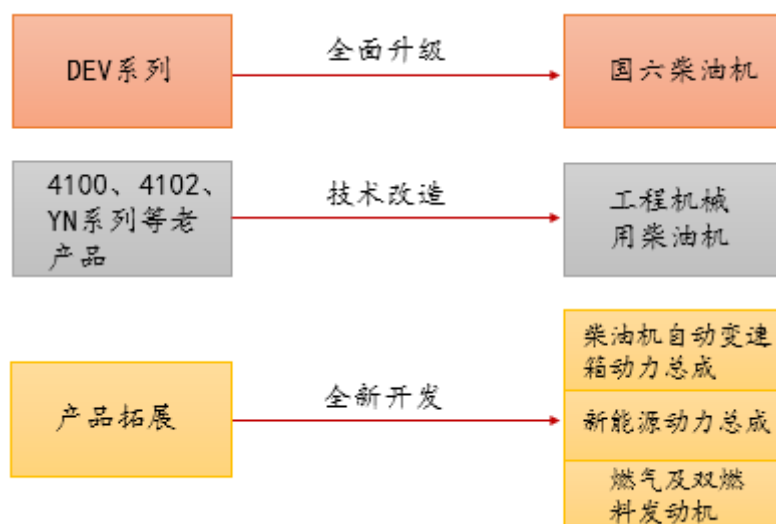 DEV系列
全面升级
国六柴油机
4100、4102、
YN系列等老
产品
技术改造
工程机械
用柴油机
产品拓展
全新开发
柴油机自动变速
箱动力总成
新能源动力总成
燃气及双燃
料发动机